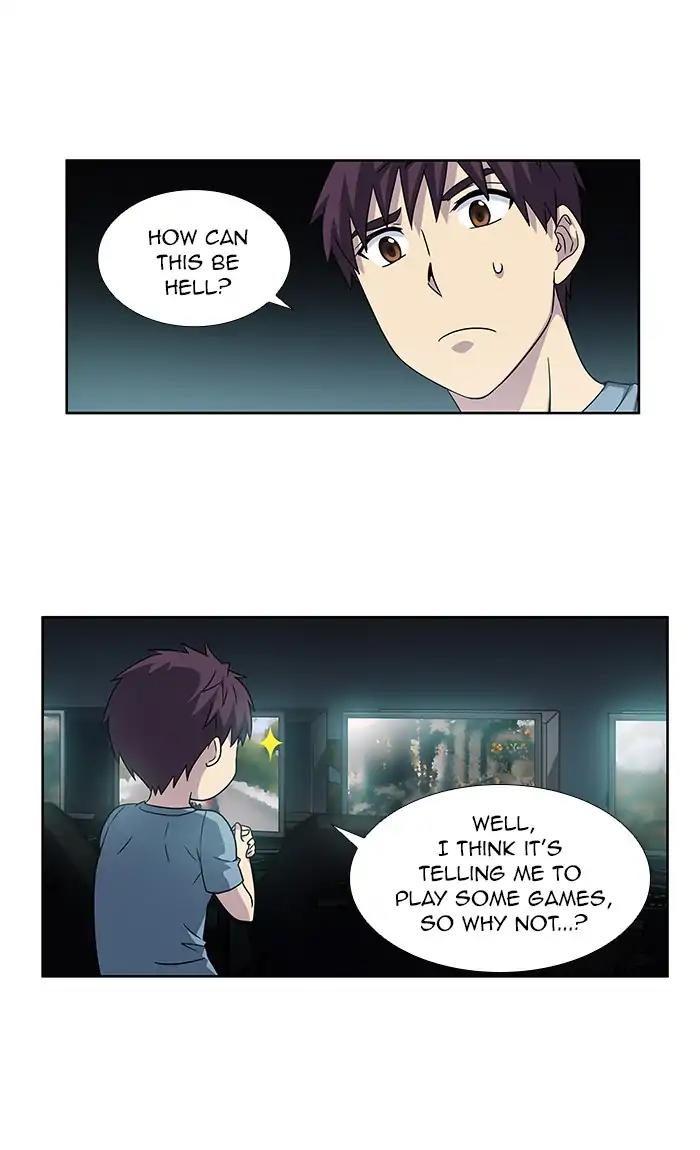 HOW CAN
THIS BE
HELL?
WELL,
I THINK IT'S
TELLING ME TO
PLAY SOME GAMES,
SO WHY NOT...?